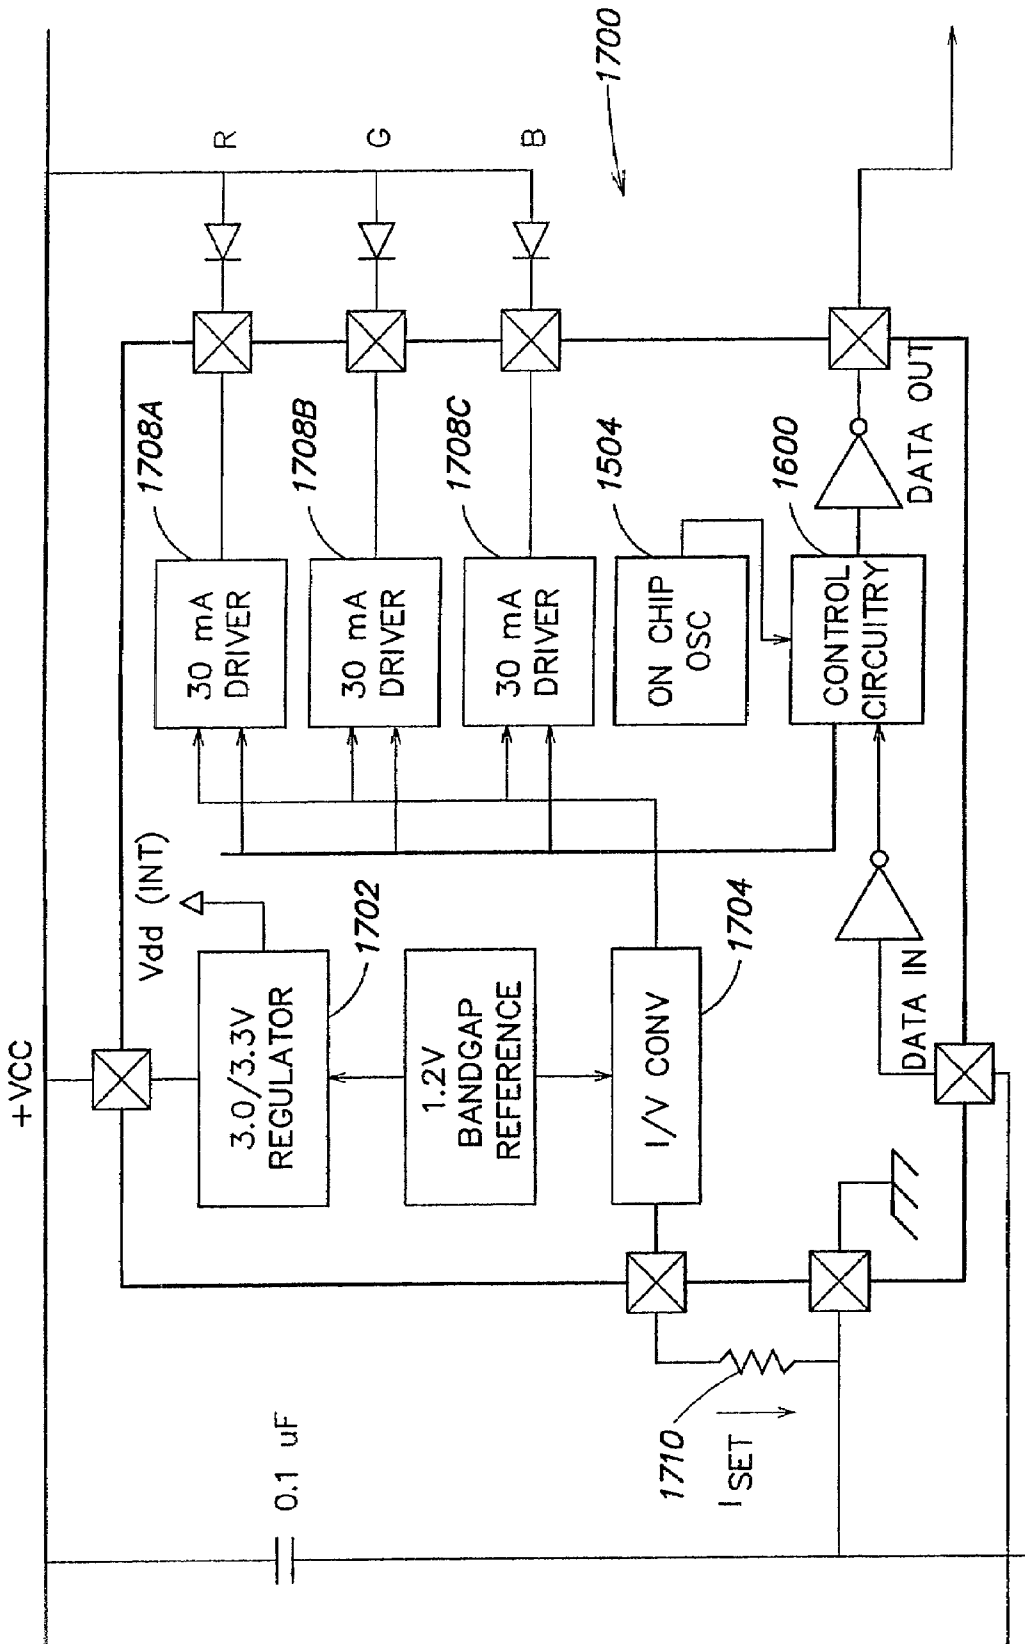 +VCC
0.1 uF
Vdd (INT)
3.0/3.3V
REGULATOR
1702
1.2V
BANDGAP
REFERENCE
I/V CONV
1704
1710
I SET
30 mA
DRIVER
1708A
30 mA
DRIVER
1708B
30 mA
DRIVER
1708C
ON CHIP
OSC
1504
CONTROL
CIRCUITRY
1600
DATA IN
DATA OUT
R
G
B
1700